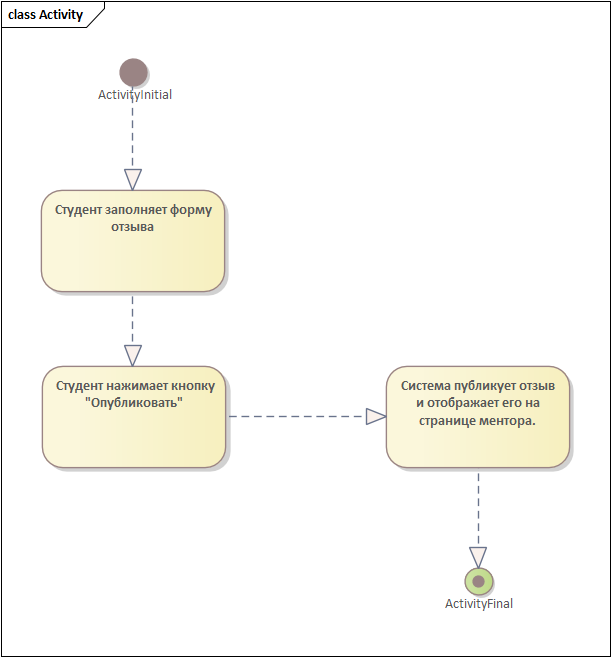 class Activity
ActivityInitial
Студент заполняет форму
отзыва
Студент нажимает кнопку
"Опубликовать"
Система публикует отзыв
и отображает его на
странице ментора.
ActivityFinal